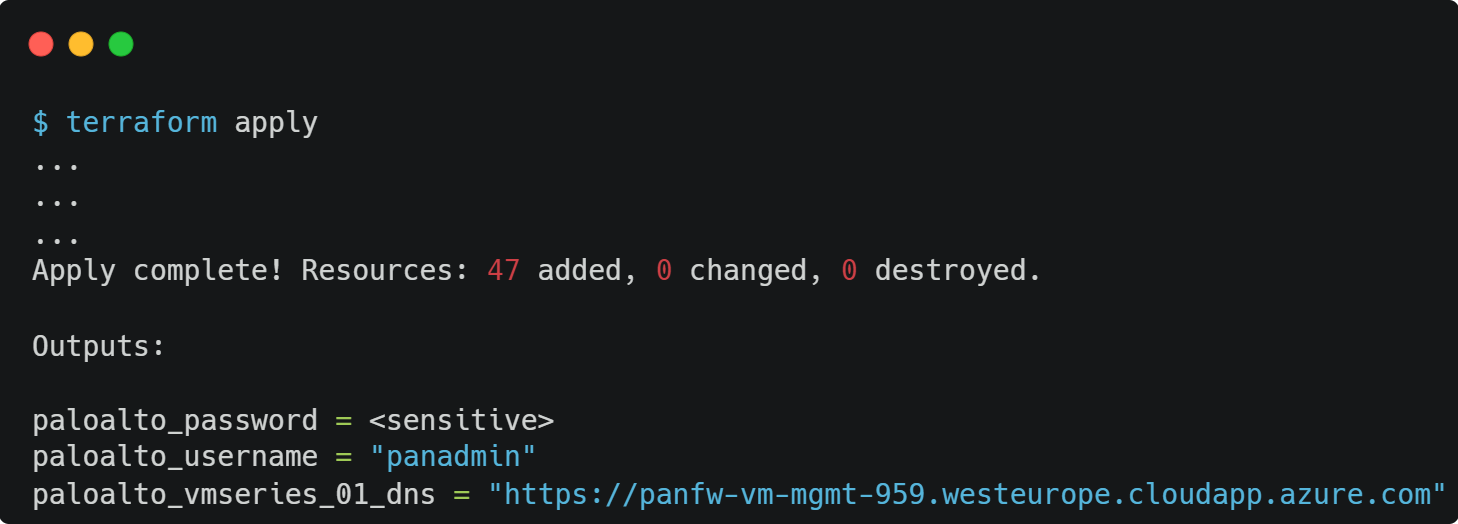 $ terraform apply
...
...
...
Apply complete! Resources: 47 added, 0 changed, 0 destroyed.
Outputs:
paloalto_password = <sensitive>
paloalto_username = "panadmin"
paloalto_vmseries_01_dns = "https://panfw-vm-mgmt-959.westeurope.cloudapp.azure.com"